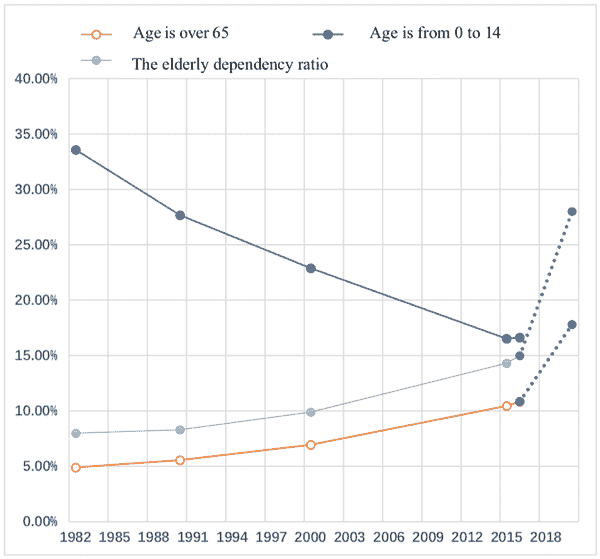 Age is over 65
Age is from 0 to 14
The elderly dependency ratio
40.00%
35.00%
30.00%
25.00%
20.00%
15.00%
10.00%
5.00%
0.00%
1982 1985 1988 1991 1994 1997 2000 2003 2006 2009 2012 2015 2018